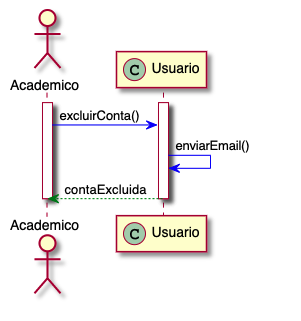 Academico
C Usuario
excluirConta()
enviarEmail()
contaExcluida
Academico
C Usuario